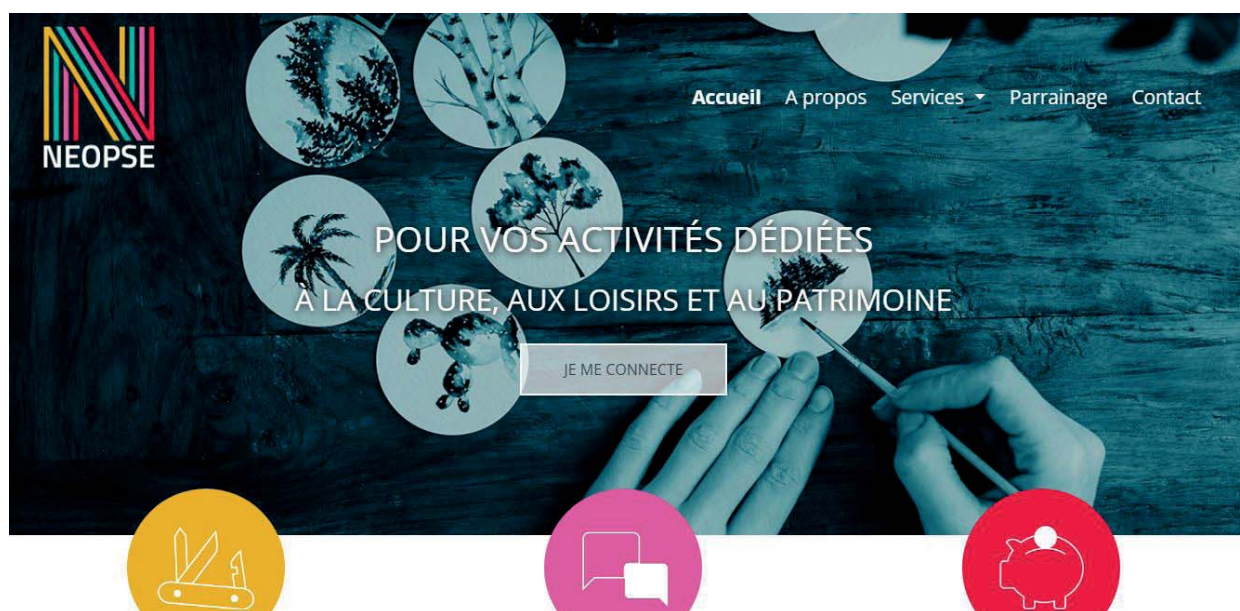 NEOPSE
Accueil A propos Services Parrainage Contact
POUR VOS ACTIVITÉS DÉDIÉES
À LA CULTURE, AUX LOISIRS ET AU PATRIMOINE
JE ME CONNECTE